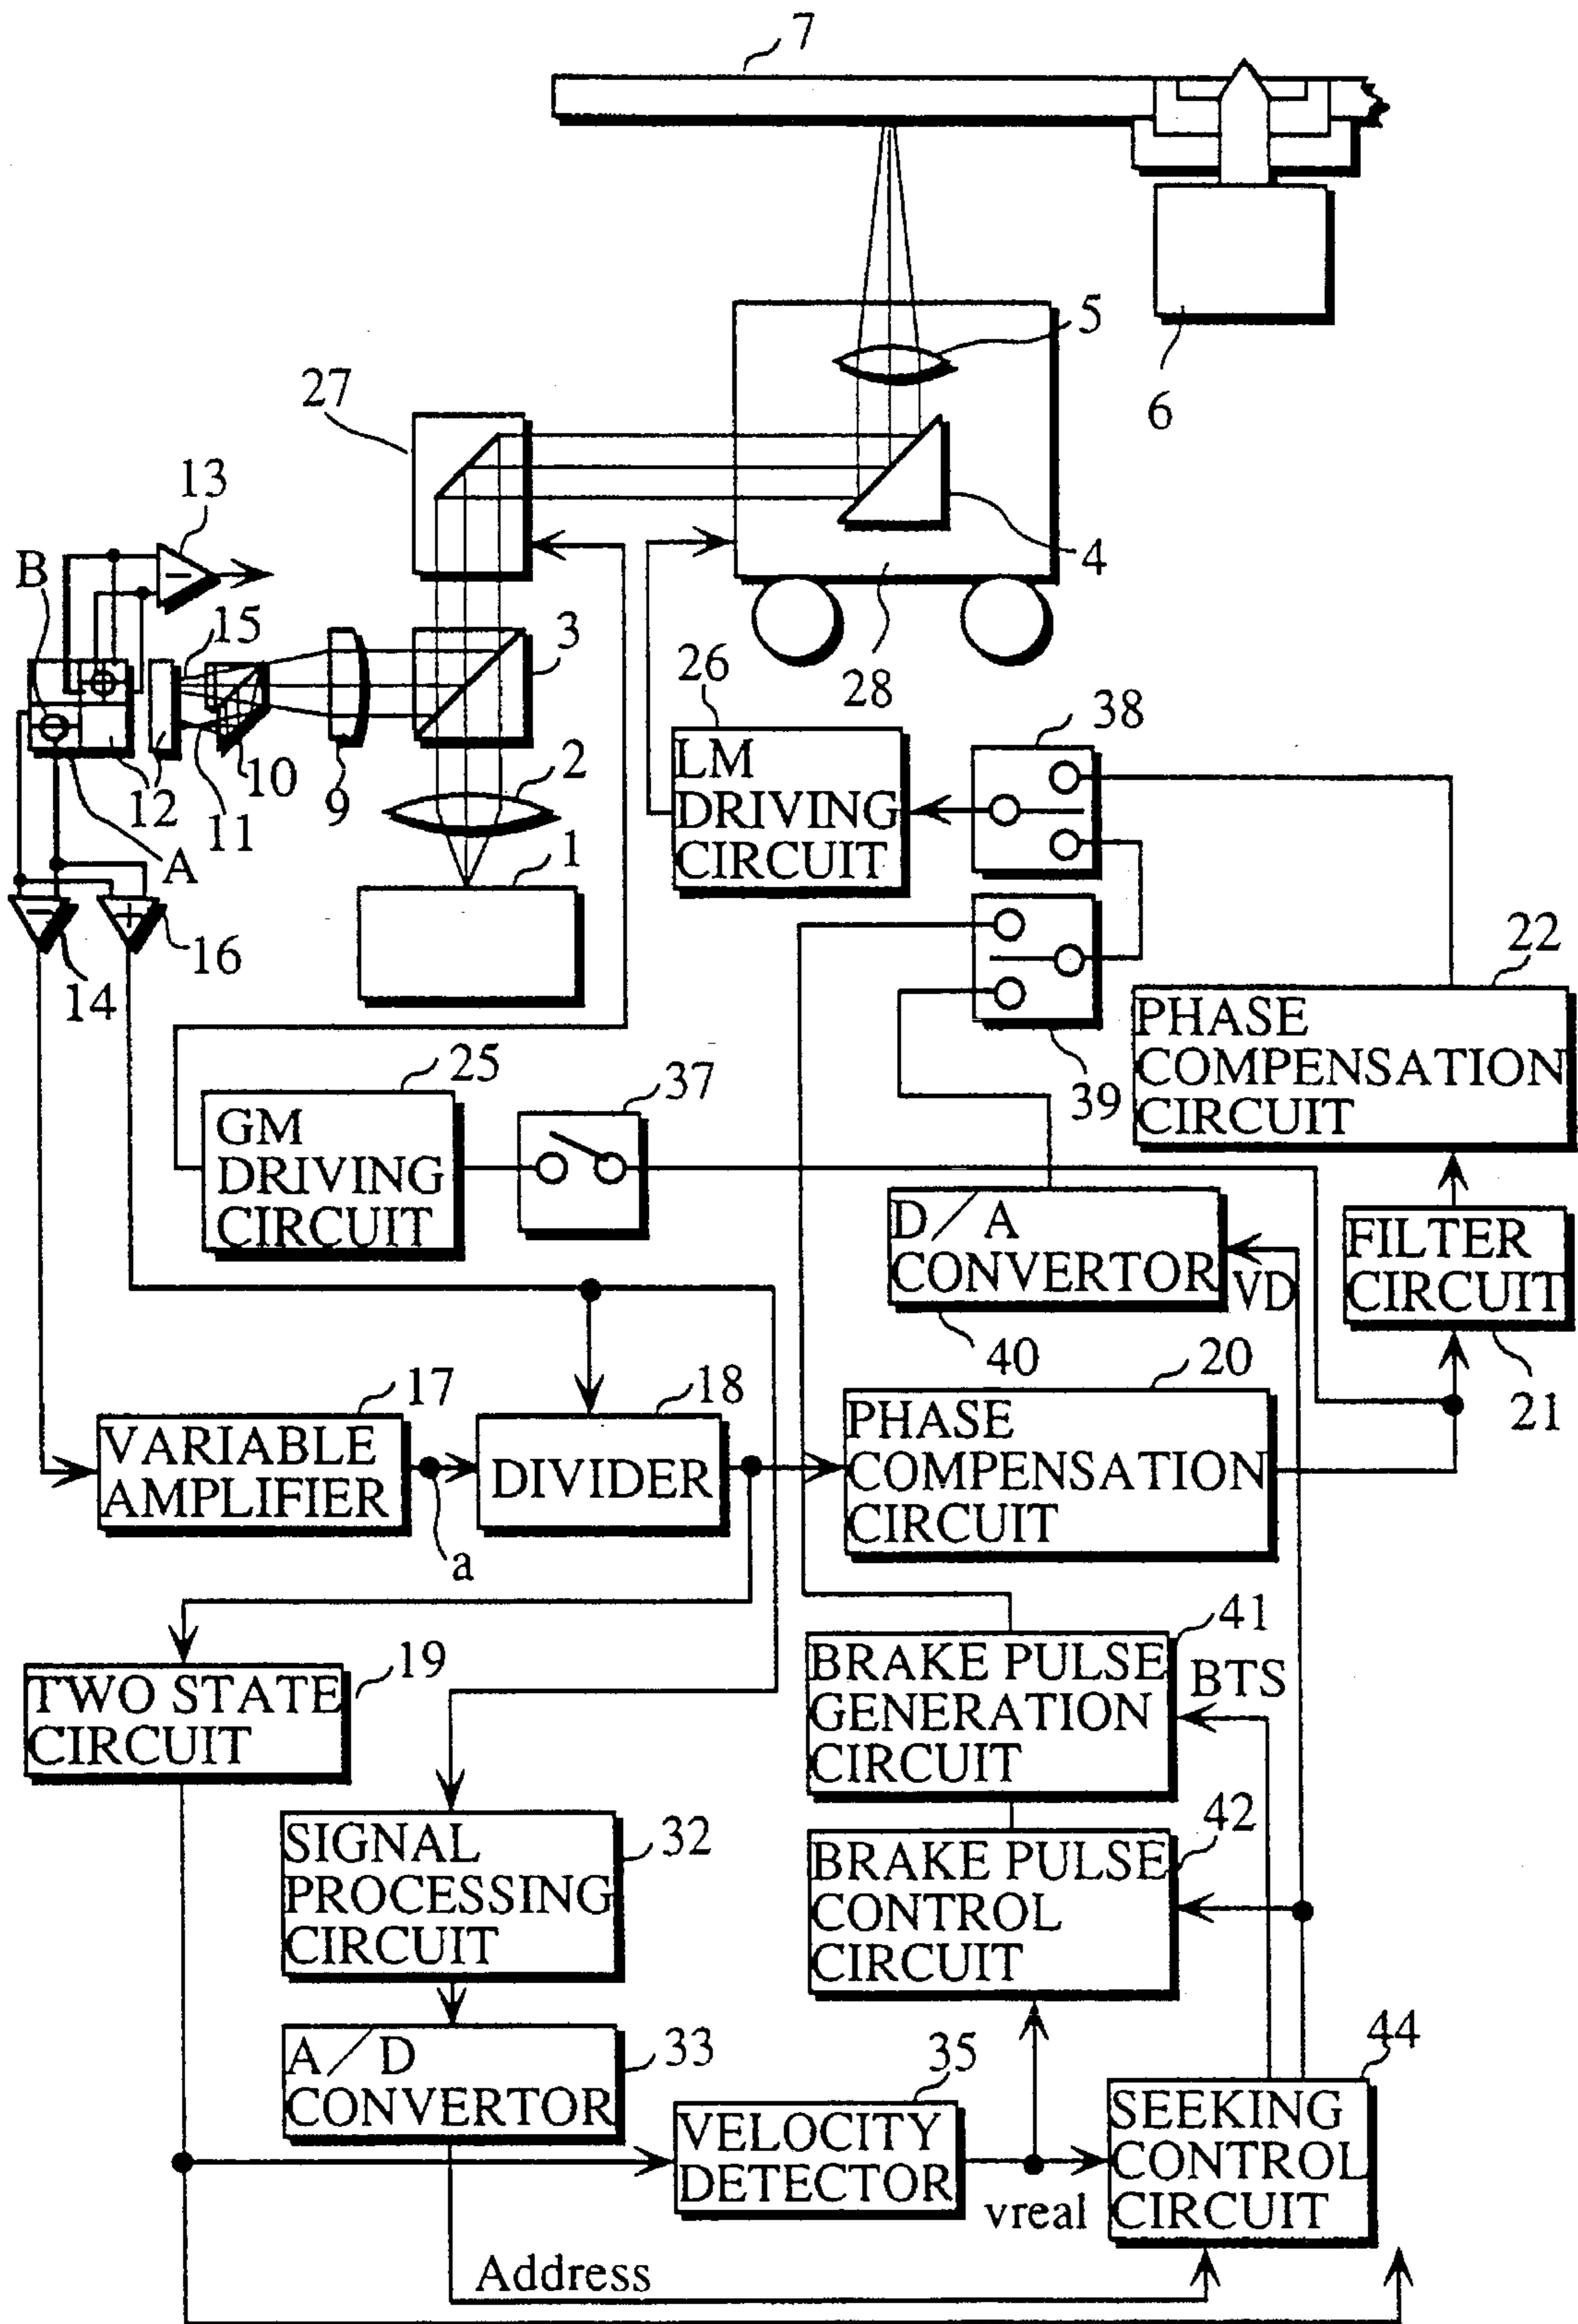 7
5
6
27
4
13
B
15
3
28
26
38
LM
DRIVING
CIRCUIT
12
11
10
9
2
A
1
14
16
22
PHASE
COMPENSATION
CIRCUIT
39
25
37
GM
DRIVING
CIRCUIT
D/A
CONVERTOR
VD
40
FILTER
CIRCUIT
21
17
VARIABLE
AMPLIFIER
a
18
DIVIDER
20
PHASE
COMPENSATION
CIRCUIT
19
TWO STATE
CIRCUIT
41
BRAKE PULSE
GENERATION
CIRCUIT
BTS
32
SIGNAL
PROCESSING
CIRCUIT
42
BRAKE PULSE
CONTROL
CIRCUIT
33
A/D
CONVERTOR
35
VELOCITY
DETECTOR
vreal
44
SEEKING
CONTROL
CIRCUIT
Address